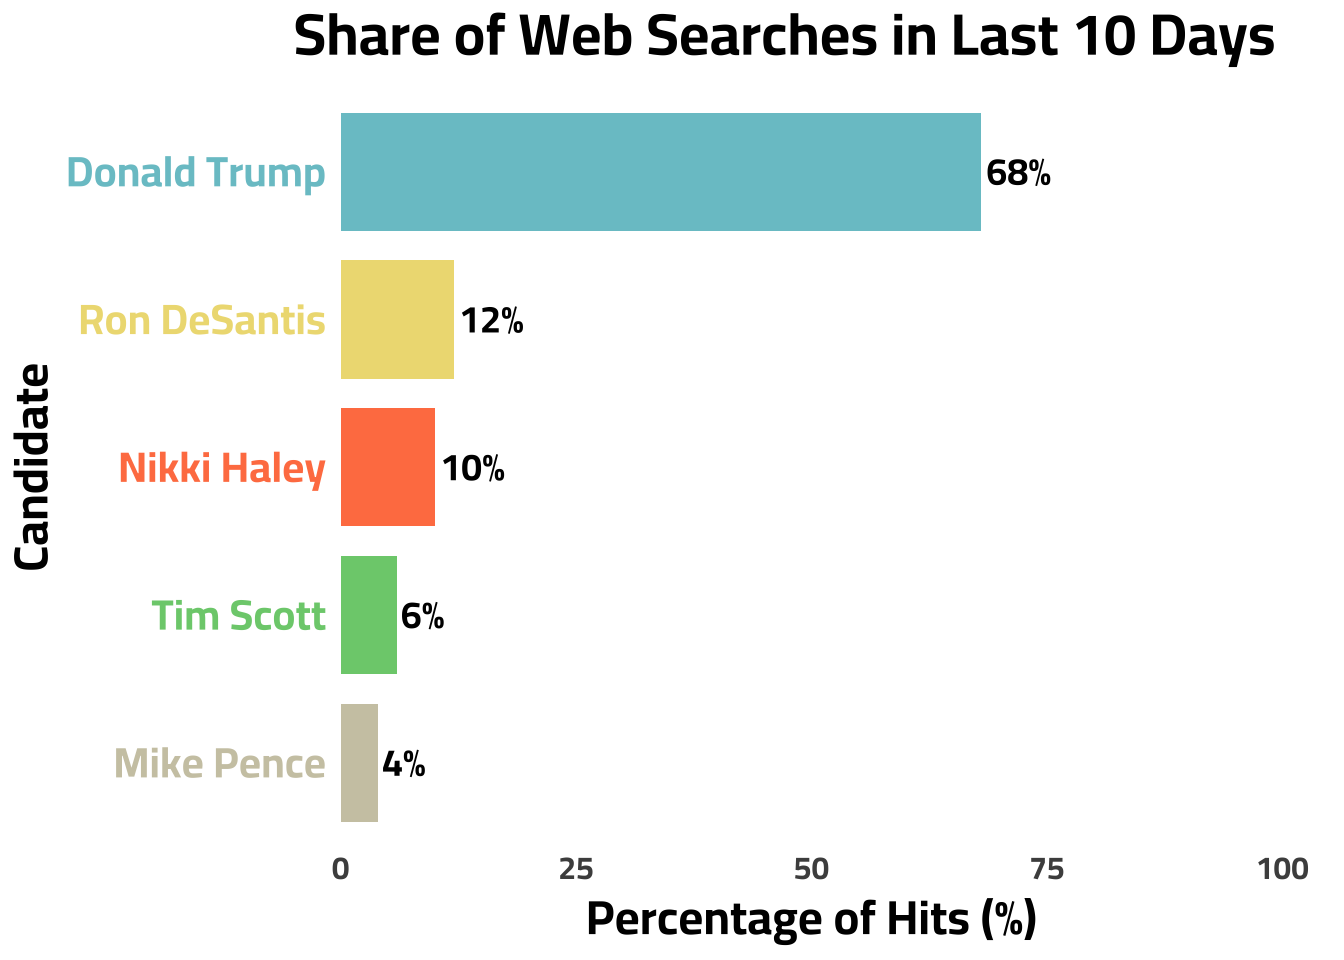 Share of Web Searches in Last 10 Days
Candidate
Donald Trump 68%
Ron DeSantis 12%
Nikki Haley 10%
Tim Scott 6%
Mike Pence 4%
0 25 50 75 100
Percentage of Hits (%)